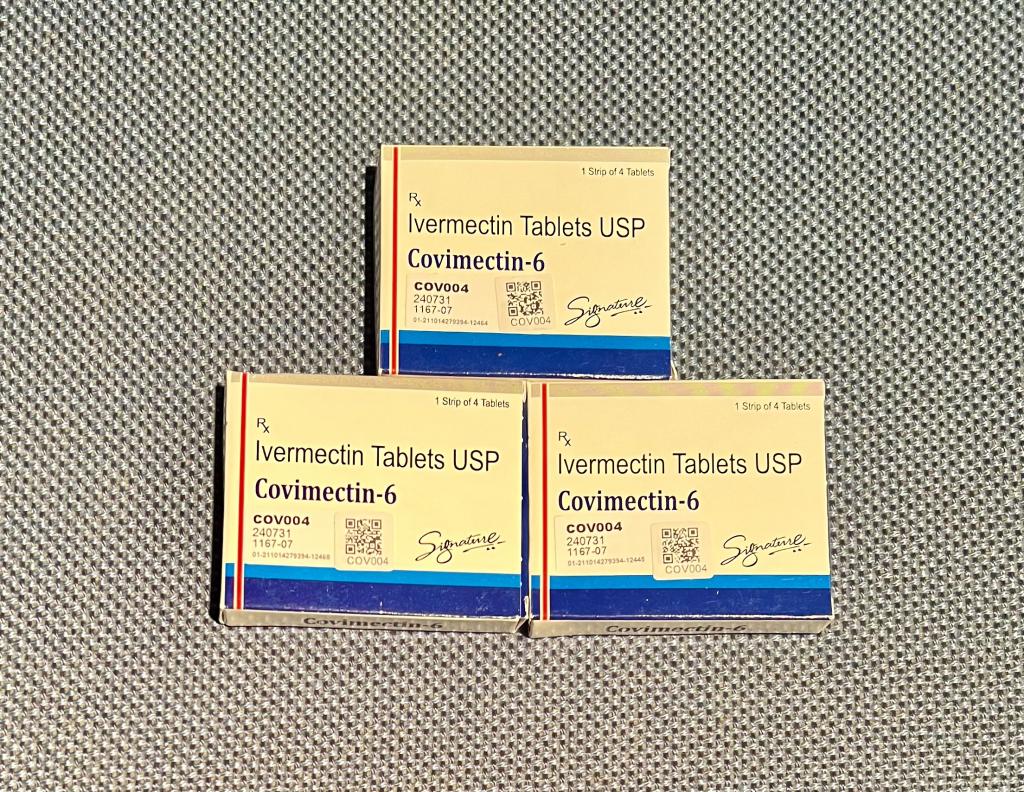 1 Strip of 4 Tablets
Rx
Ivermectin Tablets USP
Covimectin-6
COV004
240731
1167-07
01-211014279394-12464
COV004
Signature
1 Strip of 4 Tablets
Rx
Ivermectin Tablets USP
Covimectin-6
COV004
240731
1167-07
01-211014279394-12468
COV004
Signature
Covimectin-6
1 Strip of 4 Tablets
Rx
Ivermectin Tablets USP
Covimectin-6
COV004
240731
1167-07
01-211014279394-12448
COV004
Signature
Covimectin-6